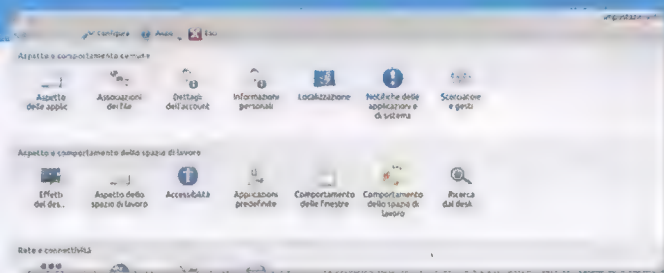 Configura Aiuto Esci
Aspetto e comportamento comune
Aspetto
delle applic
Associazioni
dei file
Dettagli
dell'account
Informazioni
personali
Localizzazione
Notifiche delle
applicazioni e
di sistema
Scorciatoie
e gesti
Aspetto e comportamento dello spazio di lavoro
Effetti
del des..
Aspetto dello
spazio di lavoro
Accessibilità
Applicazioni
predefinite
Comportamento
delle finestre
Comportamento
dello spazio di
lavoro
Ricerca
dal desk
Rete e connettività